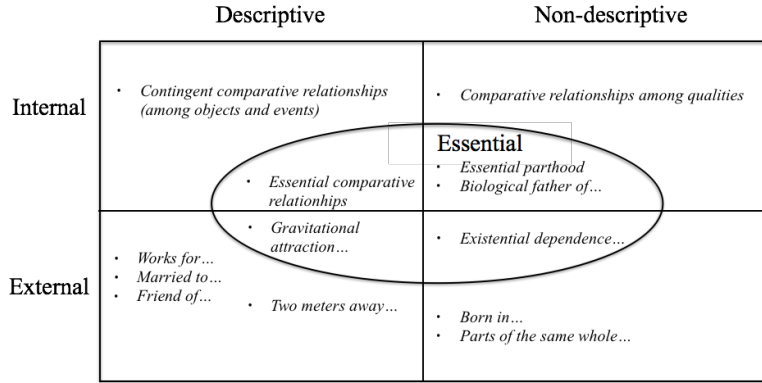 Descriptive
Non-descriptive
Internal
• Contingent comparative relationships
(among objects and events)
• Comparative relationships among qualities
Essential
• Essential comparative
relationhips
• Essential parthood
• Biological father of…
External
• Gravitational
attraction…
• Existential dependence…
• Works for…
• Married to…
• Friend of…
• Two meters away…
• Born in…
• Parts of the same whole…